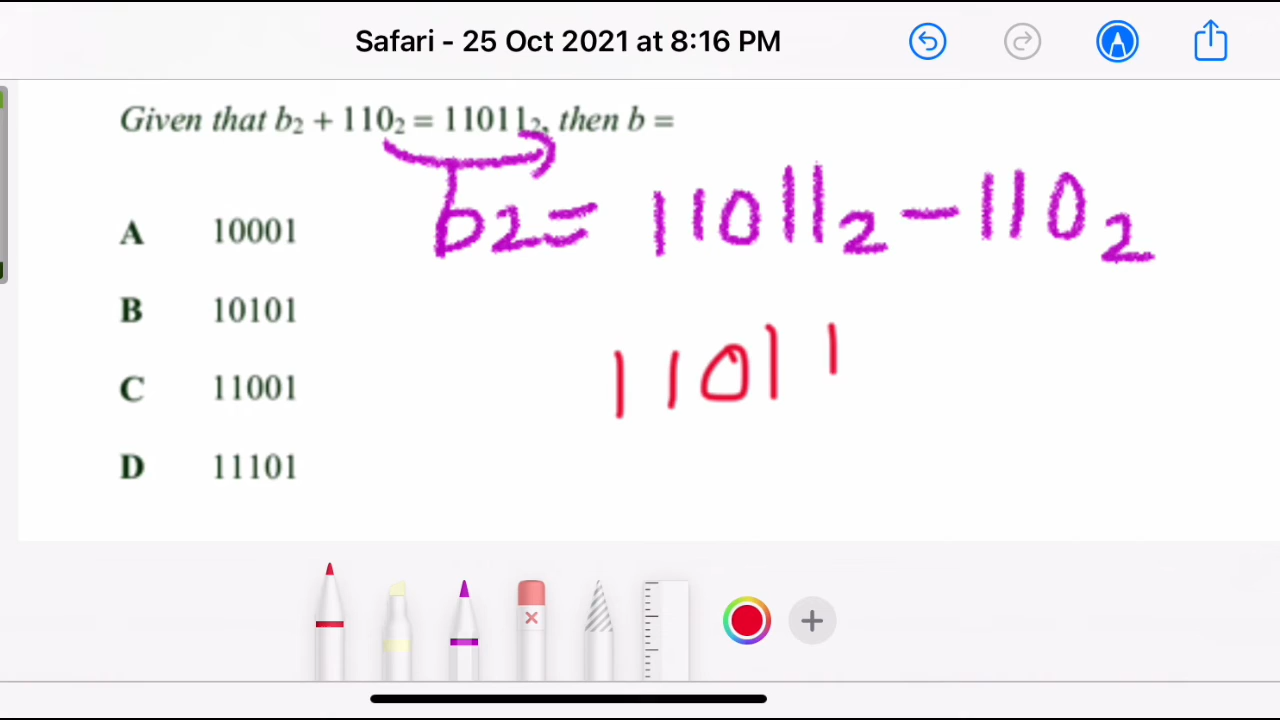 Safari - 25 Oct 2021 at 8:16 PM
Given that b₂ + 110₂ = 11011₂, then b =
b₂ = 11011₂ - 110₂
A 10001
B 10101
11011
C 11001
D 11101